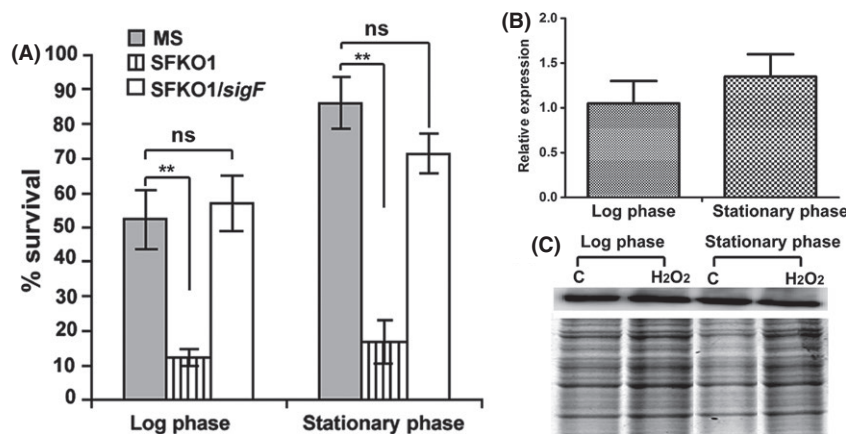 (A)
MS
SFKO1
SFKO1/sigF
% survival
100
90
80
70
60
50
40
30
20
10
0
ns
**
ns
**
Log phase
Stationary phase
(B)
Relative expression
2.0
1.5
1.0
1.5
0.0
Log phase
Stationary phase
(C)
Log phase
Stationary phase
C
H2O2
C
H2O2